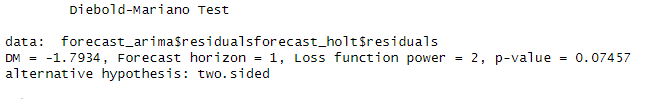 Diebold-Mariano Test
data:  forecast_arima$residualsforecast_holt$residuals
DM = -1.7934, Forecast horizon = 1, Loss function power = 2, p-value = 0.07457
alternative hypothesis: two.sided